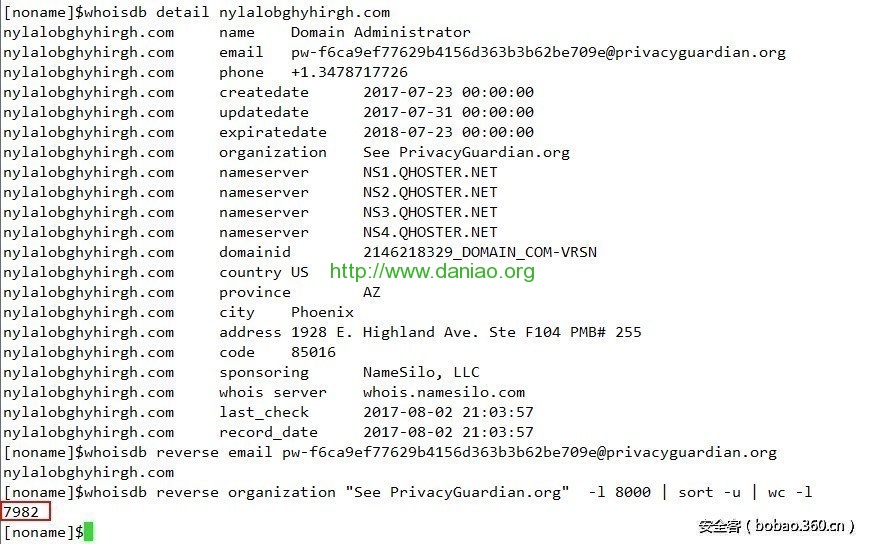 [noname]$whoisdb detail nylalobghyhirgh.com
nylalobghyhirgh.com name Domain Administrator
nylalobghyhirgh.com email pw-f6ca9ef77629b4156d363b3b62be709e@privacyguardian.org
nylalobghyhirgh.com phone +1.3478717726
nylalobghyhirgh.com createdate 2017-07-23 00:00:00
nylalobghyhirgh.com updatedate 2017-07-31 00:00:00
nylalobghyhirgh.com expiratedate 2018-07-23 00:00:00
nylalobghyhirgh.com organization See PrivacyGuardian.org
nylalobghyhirgh.com nameserver NS1.QHOSTER.NET
nylalobghyhirgh.com nameserver NS2.QHOSTER.NET
nylalobghyhirgh.com nameserver NS3.QHOSTER.NET
nylalobghyhirgh.com nameserver NS4.QHOSTER.NET
nylalobghyhirgh.com domainid 2146218329_DOMAIN_COM-VRSN
nylalobghyhirgh.com country US
http://www.daniao.org
nylalobghyhirgh.com province AZ
nylalobghyhirgh.com city Phoenix
nylalobghyhirgh.com address 1928 E. Highland Ave. Ste F104 PMB# 255
nylalobghyhirgh.com code 85016
nylalobghyhirgh.com sponsoring NameSilo, LLC
nylalobghyhirgh.com whois server whois.namesilo.com
nylalobghyhirgh.com last_check 2017-08-02 21:03:57
nylalobghyhirgh.com record_date 2017-08-02 21:03:57
[noname]$whoisdb reverse email pw-f6ca9ef77629b4156d363b3b62be709e@privacyguardian.org
nylalobghyhirgh.com
[noname]$whoisdb reverse organization "See PrivacyGuardian.org" -l 8000 | sort -u | wc -l
7982
[noname]$
安全客(bobao.360.cn)